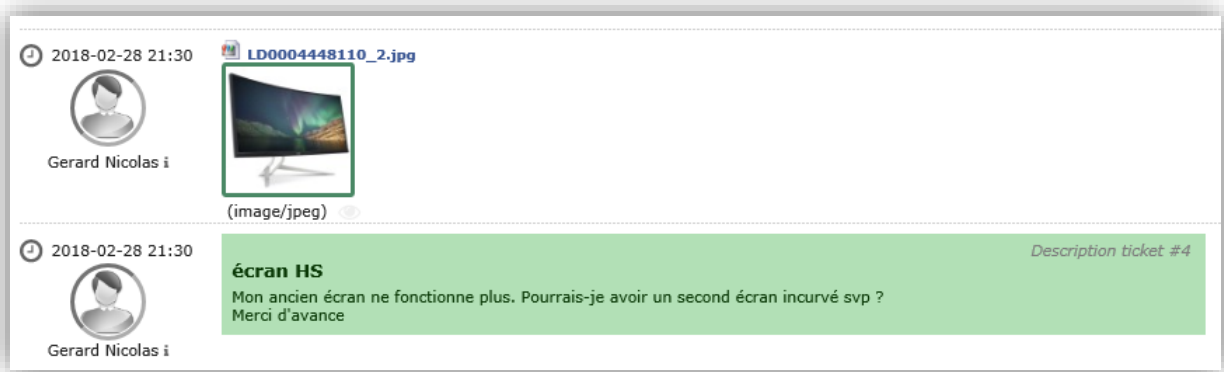 2018-02-28 21:30
LD0004448110_2.jpg
Gerard Nicolas i
(image/jpeg)
2018-02-28 21:30
Description ticket #4
écran HS
Mon ancien écran ne fonctionne plus. Pourrais-je avoir un second écran incurvé svp ?
Merci d'avance
Gerard Nicolas i